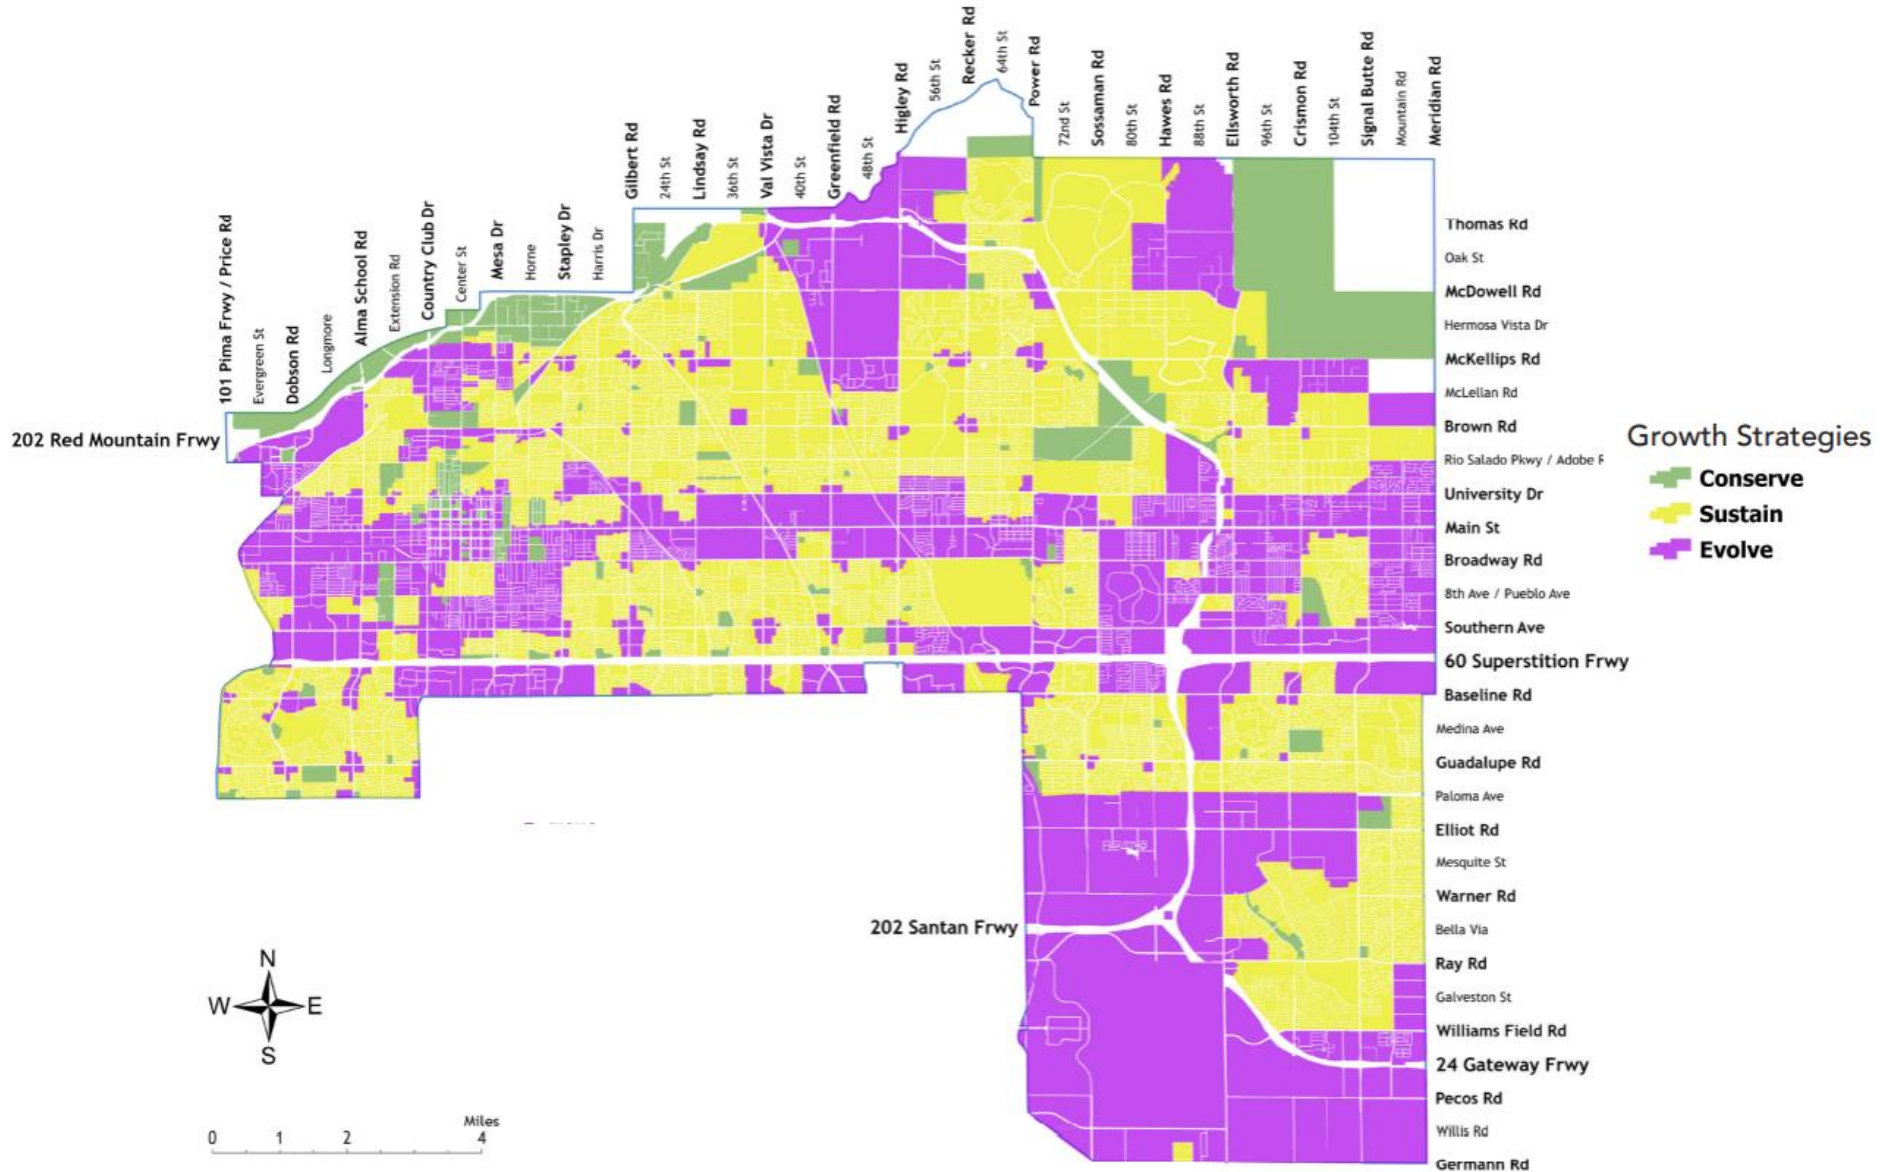 101 Pima Frwy / Price Rd
Evergreen St
Dobson Rd
Longmore
Alma School Rd
Extension Rd
Country Club Dr
Center St
Mesa Dr
Horne
Stapley Dr
Harris Dr
Gilbert Rd
24th St
Lindsay Rd
36th St
Val Vista Dr
40th St
Greenfield Rd
48th St
Higley Rd
56th St
Recker Rd
64th St
Power Rd
72nd St
Sossaman Rd
80th St
Hawes Rd
88th St
Ellsworth Rd
96th St
Crismon Rd
104th St
Signal Butte Rd
Mountain Rd
Meridian Rd
Thomas Rd
Oak St
McDowell Rd
Hermosa Vista Dr
McKellips Rd
McLellan Rd
Brown Rd
Rio Salado Pkwy / Adobe
University Dr
Main St
Broadway Rd
8th Ave / Pueblo Ave
Southern Ave
60 Superstition Frwy
Baseline Rd
Medina Ave
Guadalupe Rd
Paloma Ave
Elliot Rd
Mesquite St
Warner Rd
Bella Via
Ray Rd
Galveston St
Williams Field Rd
24 Gateway Frwy
Pecos Rd
Willis Rd
Germann Rd
202 Red Mountain Frwy
202 Santan Frwy
Growth Strategies
Conserve
Sustain
Evolve
N
W E
S
Miles
0 1 2 4